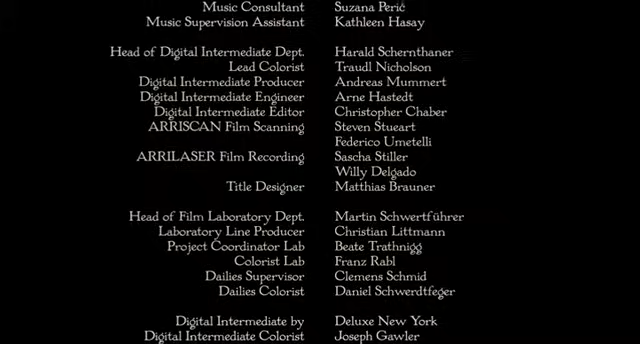 Music Consultant Suzana Perić
Music Supervision Assistant Kathleen Hasay
Head of Digital Intermediate Dept. Harald Schernthaner
Lead Colorist Traudl Nicholson
Digital Intermediate Producer Andreas Mummert
Digital Intermediate Engineer Arne Hastedt
Digital Intermediate Editor Christopher Chaber
ARRISCAN Film Scanning Steven Stueart
Federico Umetelli
ARRILASER Film Recording Sascha Stiller
Willy Delgado
Title Designer Matthias Brauner
Head of Film Laboratory Dept. Martin Schwertführer
Laboratory Line Producer Christian Littmann
Project Coordinator Lab Beate Trathnigg
Colorist Lab Franz Rabl
Dailies Supervisor Clemens Schmid
Dailies Colorist Daniel Schwerdtfeger
Digital Intermediate by Deluxe New York
Digital Intermediate Colorist Joseph Gawler